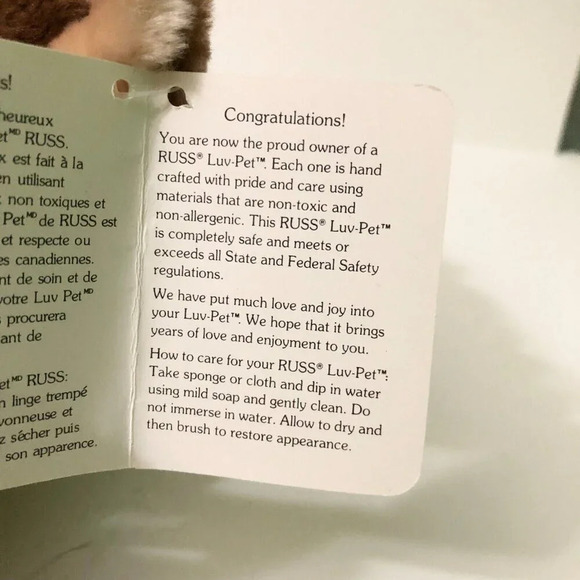 s!
heureux
et ᴹᴰ RUSS.
x est fait à la
en utilisant
non toxiques et
Petᴹᴰ de RUSS est
et respecte ou
es canadiennes.
nt de soin et de
votre Luv Petᴹᴰ
s procurera
ant de
etᴹᴰ RUSS:
n linge trempé
vonneuse et
z sécher puis
son apparence.
Congratulations!
You are now the proud owner of a
RUSS® Luv-Pet™. Each one is hand
crafted with pride and care using
materials that are non-toxic and
non-allergenic. This RUSS® Luv-Pet™
is completely safe and meets or
exceeds all State and Federal Safety
regulations.
We have put much love and joy into
your Luv-Pet™. We hope that it brings
years of love and enjoyment to you.
How to care for your RUSS® Luv-Pet™:
Take sponge or cloth and dip in water
using mild soap and gently clean. Do
not immerse in water. Allow to dry and
then brush to restore appearance.